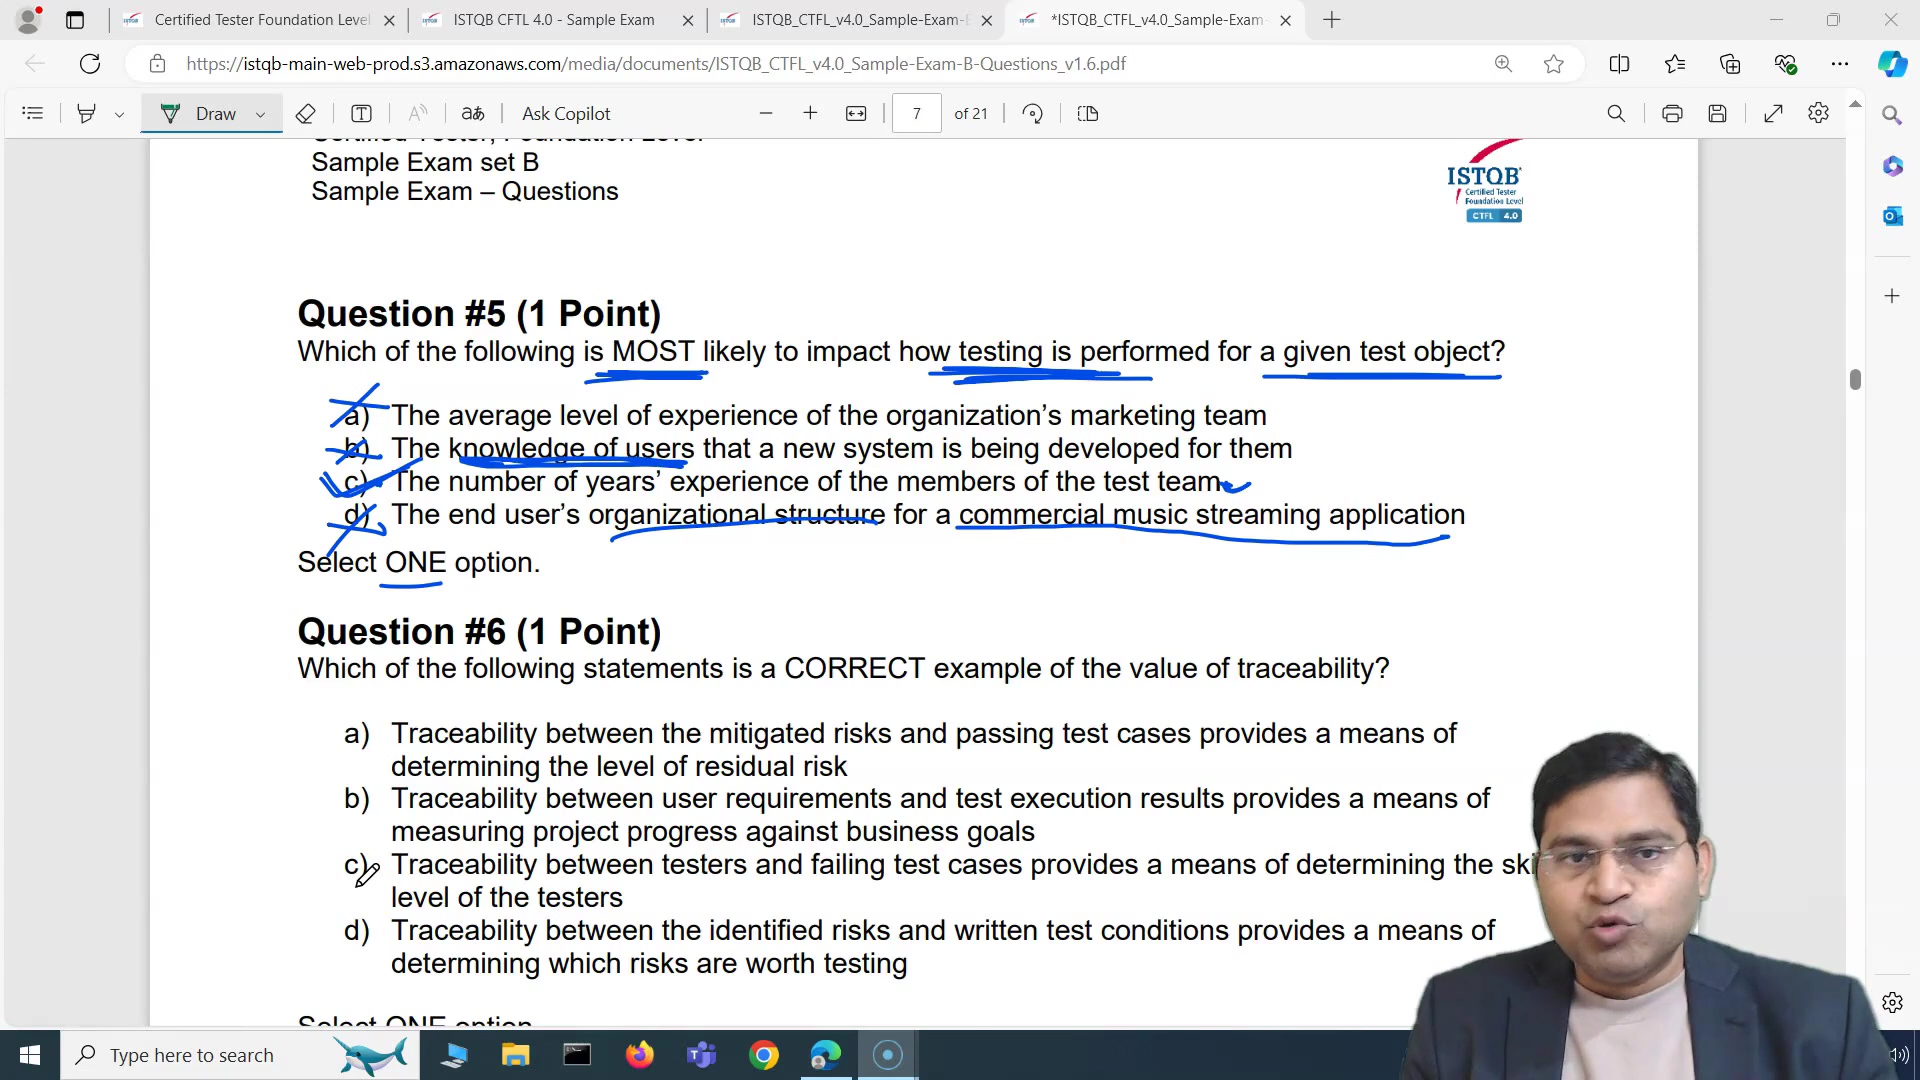 Certified Tester Foundation Level
ISTQB CFTL 4.0 - Sample Exam
ISTQB_CTFL_v4.0_Sample-Exam-B
*ISTQB_CTFL_v4.0_Sample-Exam-
https://istqb-main-web-prod.s3.amazonaws.com/media/documents/ISTQB_CTFL_v4.0_Sample-Exam-B-Questions_v1.6.pdf
Draw
Ask Copilot
7 of 21
Certified Tester, Foundation Level
Sample Exam set B
Sample Exam – Questions
ISTQB
Certified Tester
Foundation Level
CTFL 4.0
Question #5 (1 Point)
Which of the following is MOST likely to impact how testing is performed for a given test object?
a) The average level of experience of the organization’s marketing team
b) The knowledge of users that a new system is being developed for them
c) The number of years’ experience of the members of the test team
d) The end user’s organizational structure for a commercial music streaming application
Select ONE option.
Question #6 (1 Point)
Which of the following statements is a CORRECT example of the value of traceability?
a) Traceability between the mitigated risks and passing test cases provides a means of
determining the level of residual risk
b) Traceability between user requirements and test execution results provides a means of
measuring project progress against business goals
c) Traceability between testers and failing test cases provides a means of determining the ski
level of the testers
d) Traceability between the identified risks and written test conditions provides a means of
determining which risks are worth testing
Select ONE option
Type here to search